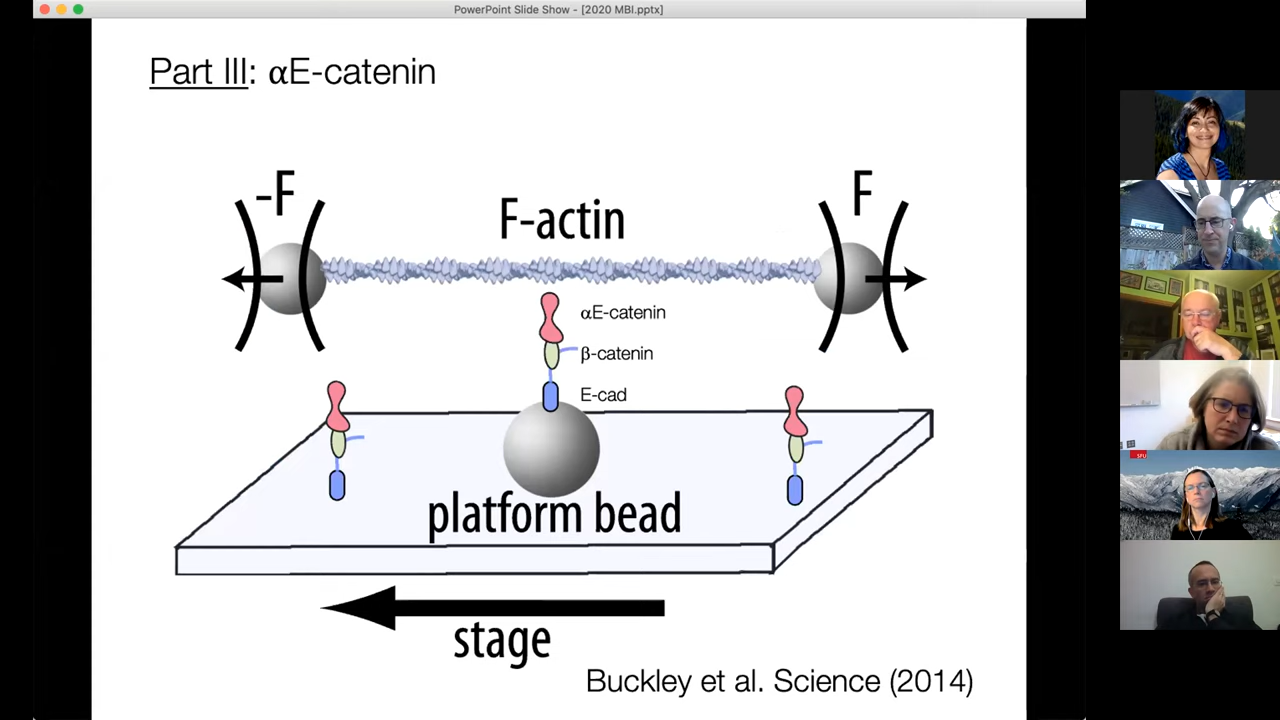 PowerPoint Slide Show - [2020 MBI.pptx]
Part III: αE-catenin
-F
F
F-actin
αE-catenin
β-catenin
E-cad
platform bead
stage
Buckley et al. Science (2014)
SFU